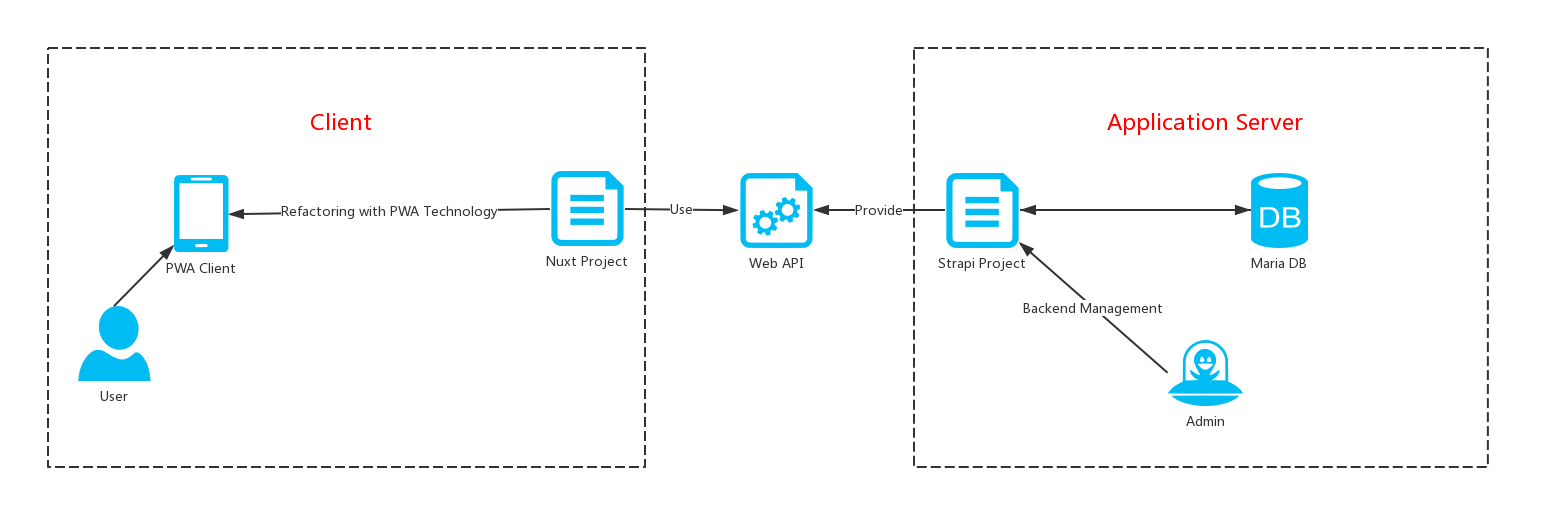 Client
Application Server
Refactoring with PWA Technology
Use
Provide
DB
PWA Client
Nuxt Project
Web API
Strapi Project
Maria DB
Backend Management
User
Admin